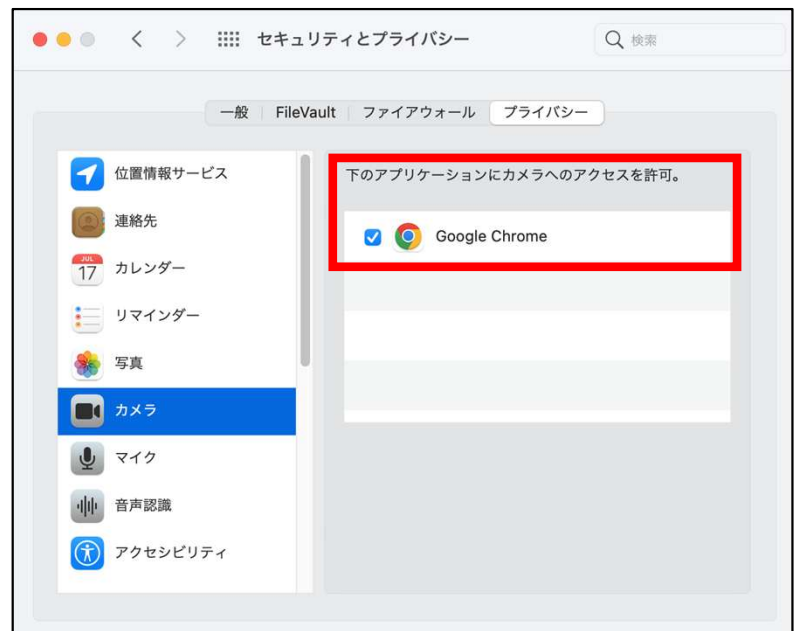 セキュリティとプライバシー
検索
一般 FileVault ファイアウォール プライバシー
位置情報サービス
連絡先
JUL
17
カレンダー
リマインダー
写真
カメラ
マイク
音声認識
アクセシビリティ
下のアプリケーションにカメラへのアクセスを許可。
Google Chrome